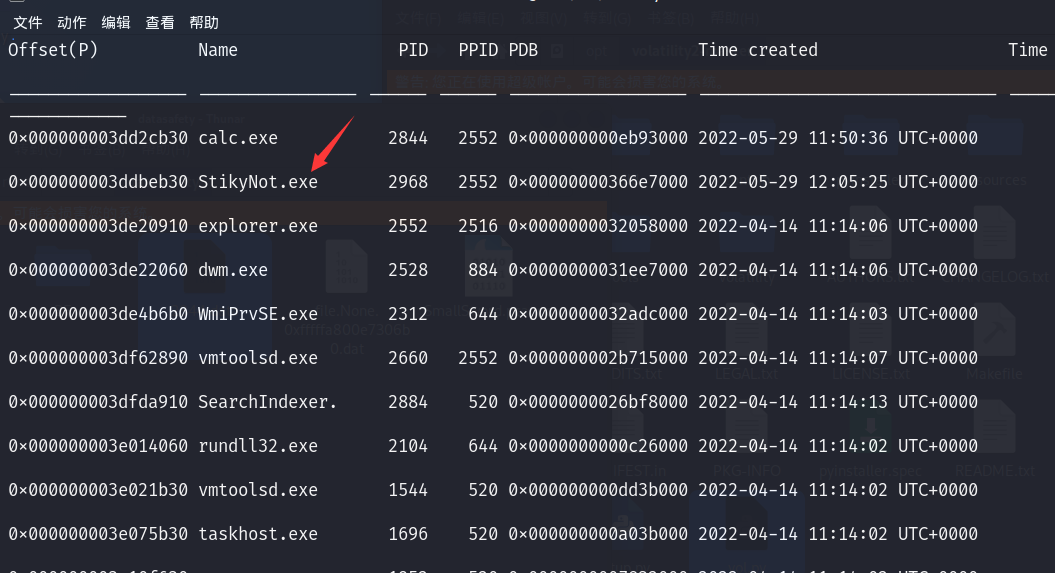 文件 动作 编辑 查看 帮助
Offset(P) Name PID PPID PDB Time created Time
0×000000003dd2cb30 calc.exe 2844 2552 0×000000000eb93000 2022-05-29 11:50:36 UTC+0000
0×000000003ddbeb30 StikyNot.exe 2968 2552 0×00000000366e7000 2022-05-29 12:05:25 UTC+0000
0×000000003de20910 explorer.exe 2552 2516 0×0000000032058000 2022-04-14 11:14:06 UTC+0000
0×000000003de22060 dwm.exe 2528 884 0×0000000031ee7000 2022-04-14 11:14:06 UTC+0000
0×000000003de4b6b0 WmiPrvSE.exe 2312 644 0×0000000032adc000 2022-04-14 11:14:03 UTC+0000
0×000000003df62890 vmtoolsd.exe 2660 2552 0×000000002b715000 2022-04-14 11:14:07 UTC+0000
0×000000003dfda910 SearchIndexer. 2884 520 0×0000000026bf8000 2022-04-14 11:14:13 UTC+0000
0×000000003e014060 rundll32.exe 2104 644 0×000000000c26000 2022-04-14 11:14:02 UTC+0000
0×000000003e021b30 vmtoolsd.exe 1544 520 0×000000000dd3b000 2022-04-14 11:14:02 UTC+0000
0×000000003e075b30 taskhost.exe 1696 520 0×000000000a03b000 2022-04-14 11:14:02 UTC+0000